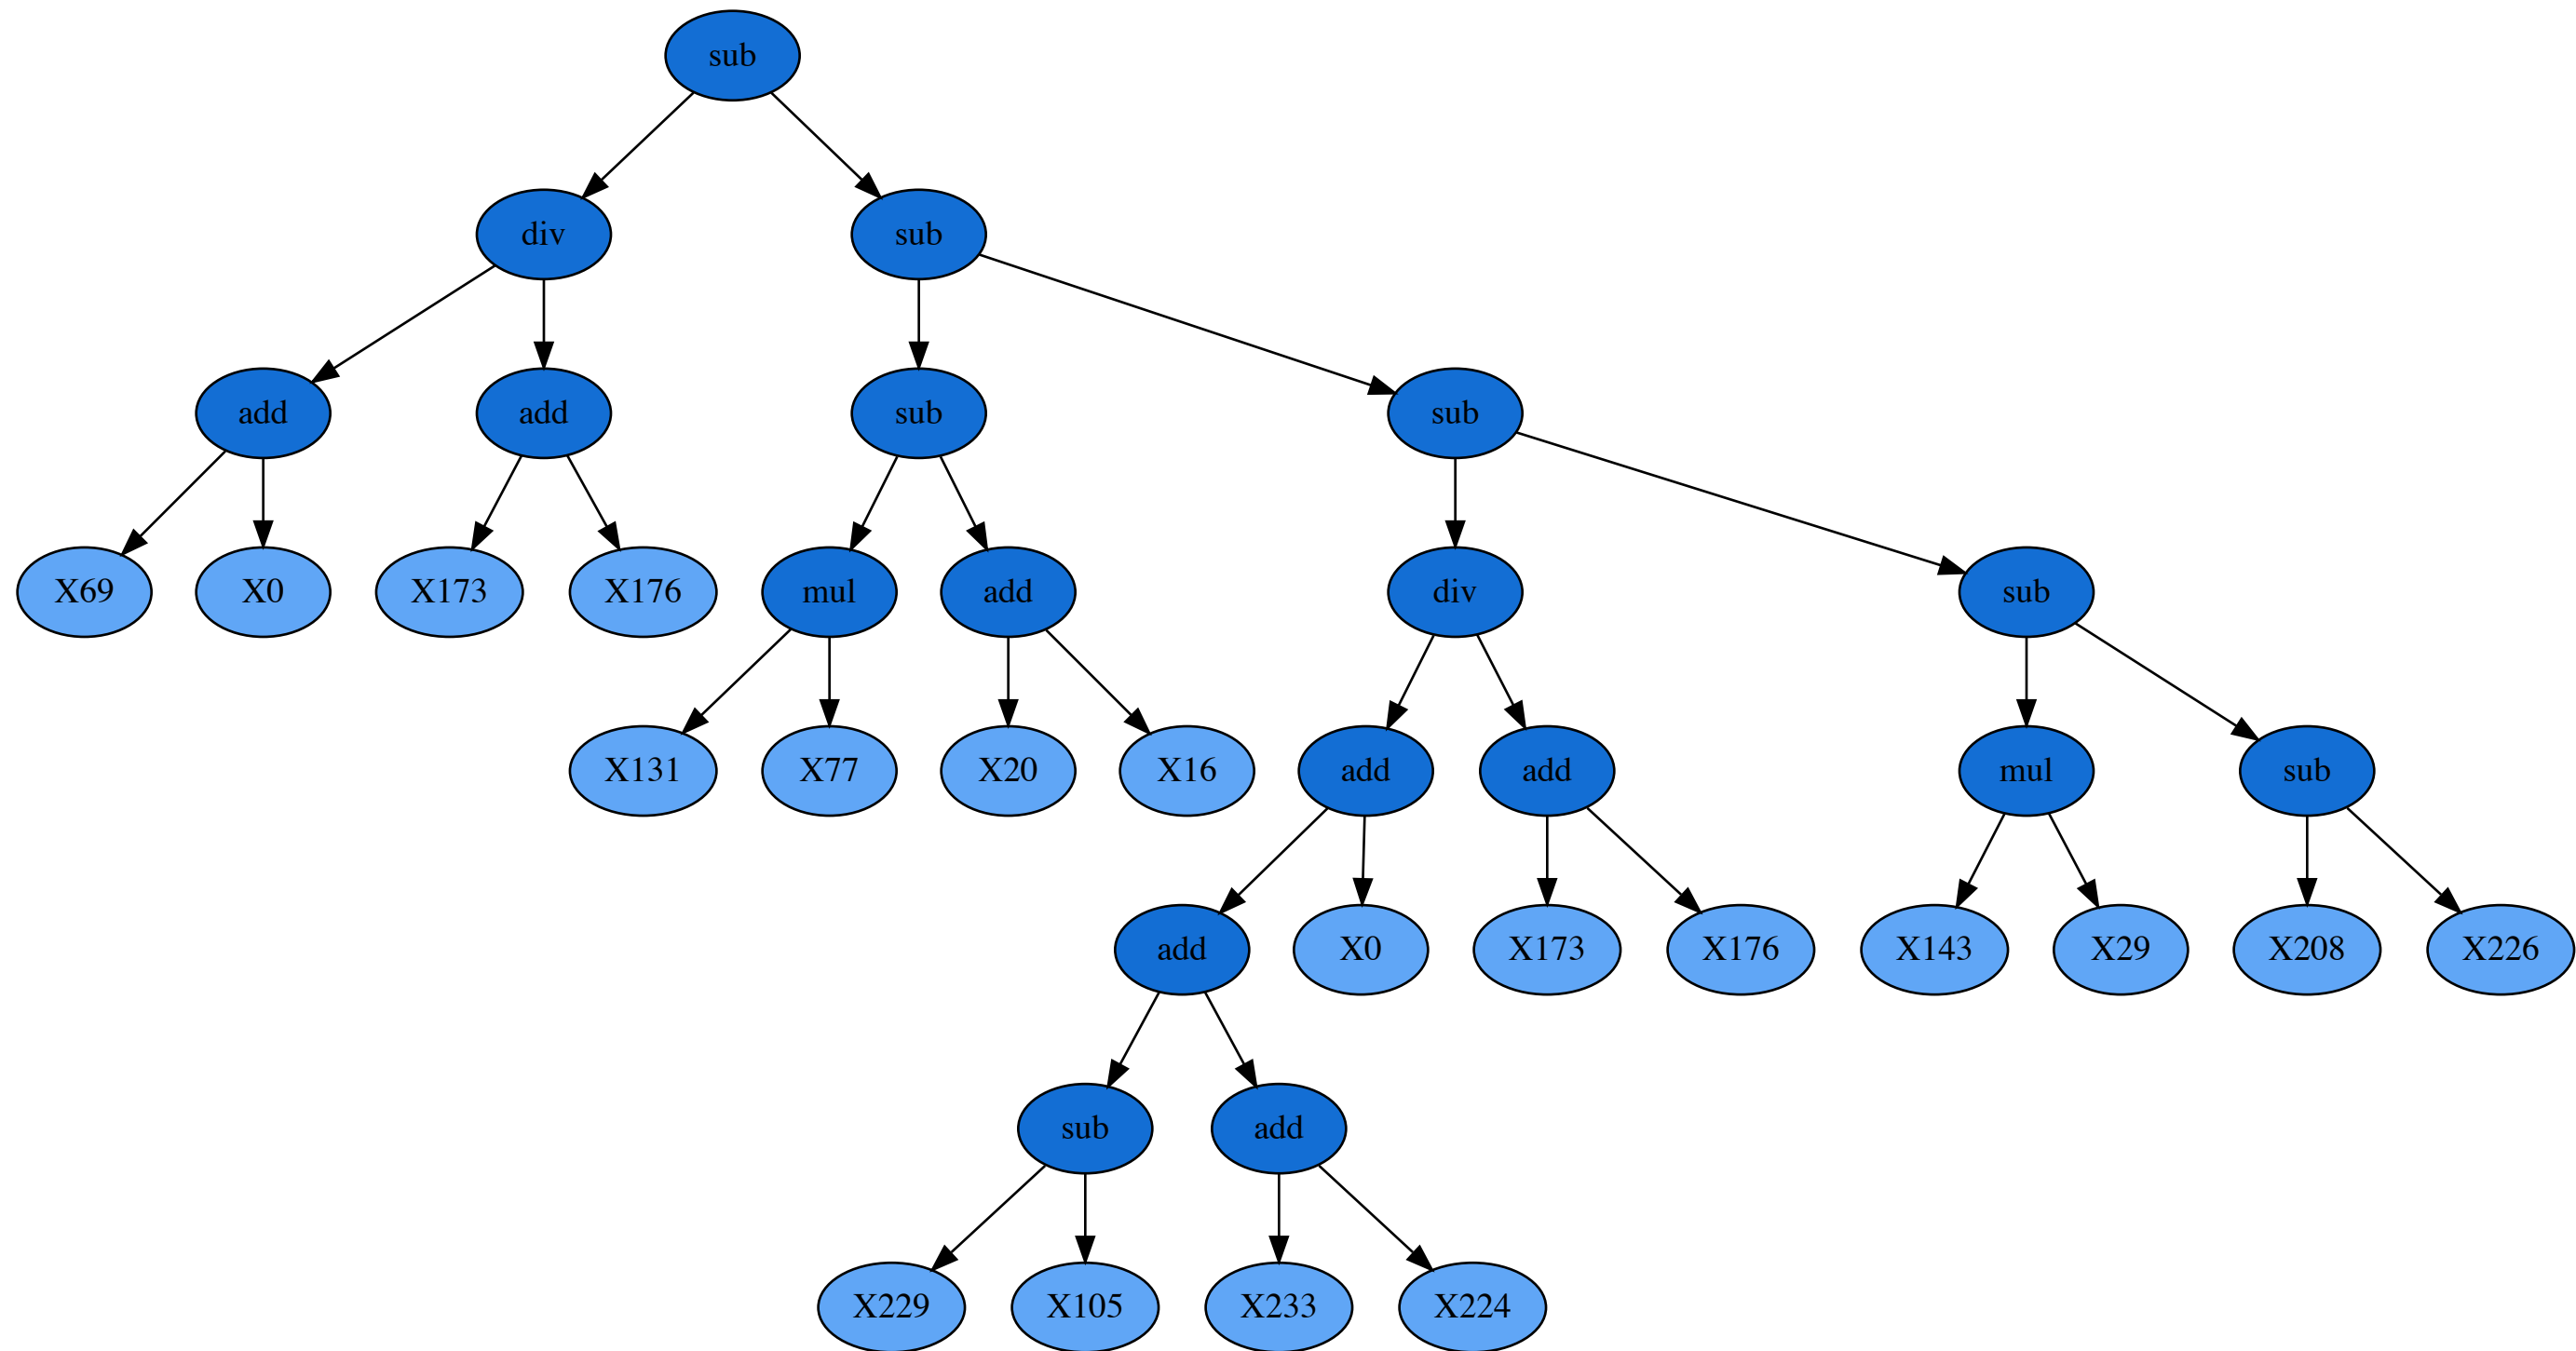 sub
div sub
add add sub sub
X69 X0 X173 X176 mul add div sub
X131 X77 X20 X16 add add mul sub
add X0 X173 X176 X143 X29 X208 X226
sub add
X229 X105 X233 X224